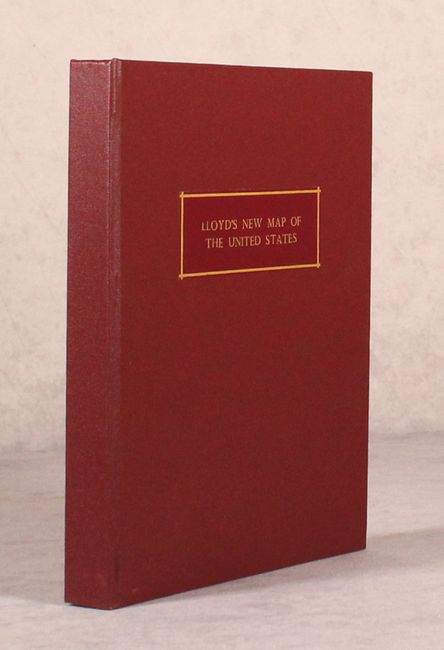 LLOYD'S NEW MAP OF
THE UNITED STATES